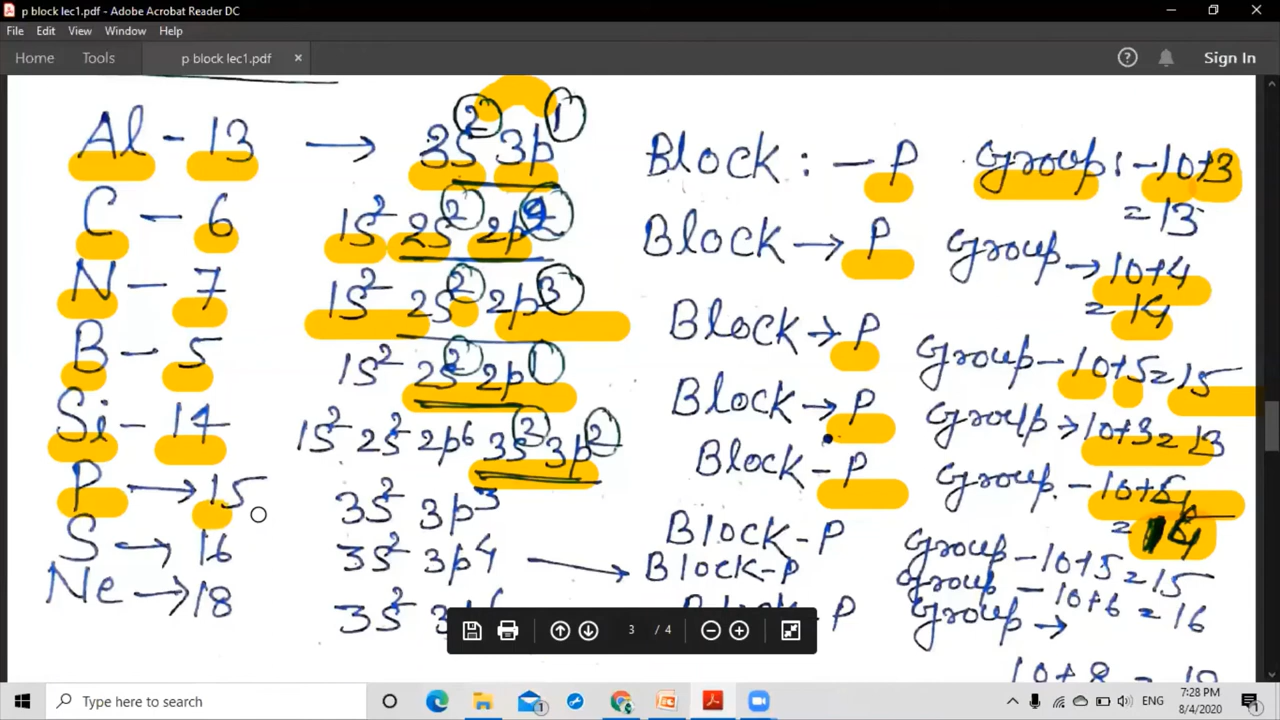 p block lec1.pdf - Adobe Acrobat Reader DC
File Edit View Window Help
Home Tools p block lec1.pdf × Sign In
Al - 13 → 3s² 3p¹ Block : - P Group : - 10+3
= 13
C - 6 1s² 2s² 2p² Block → P Group → 10+4
= 14
N - 7 1s² 2s² 2p³ Block → P Group - 10+5=15
B - 5 1s² 2s² 2p¹ Block → P Group → 10+3=13
Si - 14 1s² 2s² 2p⁶ 3s² 3p² Block - P Group. - 10+4
= 14
P → 15 3s² 3p³ Block - P Group - 10+5=15
S → 16 3s² 3p⁴ → Block - P Group - 10+6=16
Ne → 18 3s² P Group →
10+8 =
3 / 4
Type here to search
ENG
7:28 PM
8/4/2020